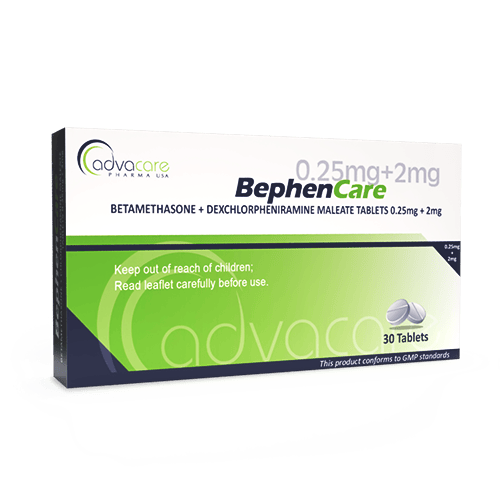 advacare
PHARMA USA
0.25mg+2mg
BephenCare
BETAMETHASONE + DEXCHLORPHENIRAMINE MALEATE TABLETS 0.25mg + 2mg
0.25mg
+
2mg
Keep out of reach of children;
Read leaflet carefully before use.
advacare
30 Tablets
This product conforms to GMP standards